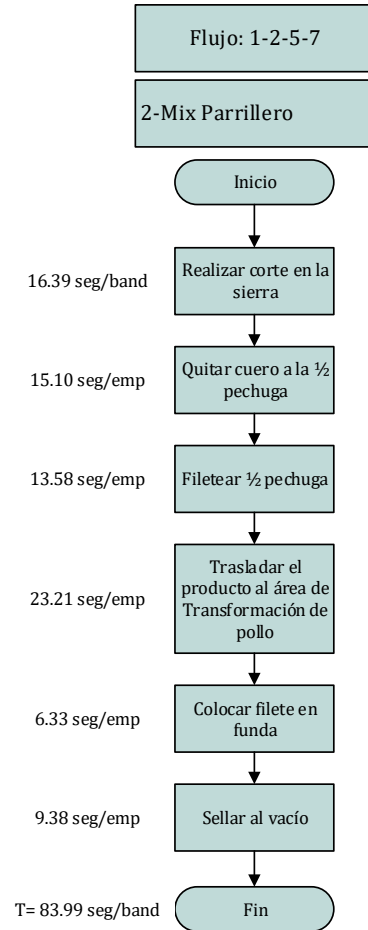 Flujo: 1-2-5-7
2-Mix Parrillero
Inicio
16.39 seg/band
Realizar corte en la
sierra
15.10 seg/emp
Quitar cuero a la ½
pechuga
13.58 seg/emp
Filetear ½ pechuga
23.21 seg/emp
Trasladar el
producto al área de
Transformación de
pollo
6.33 seg/emp
Colocar filete en
funda
9.38 seg/emp
Sellar al vacío
T= 83.99 seg/band
Fin